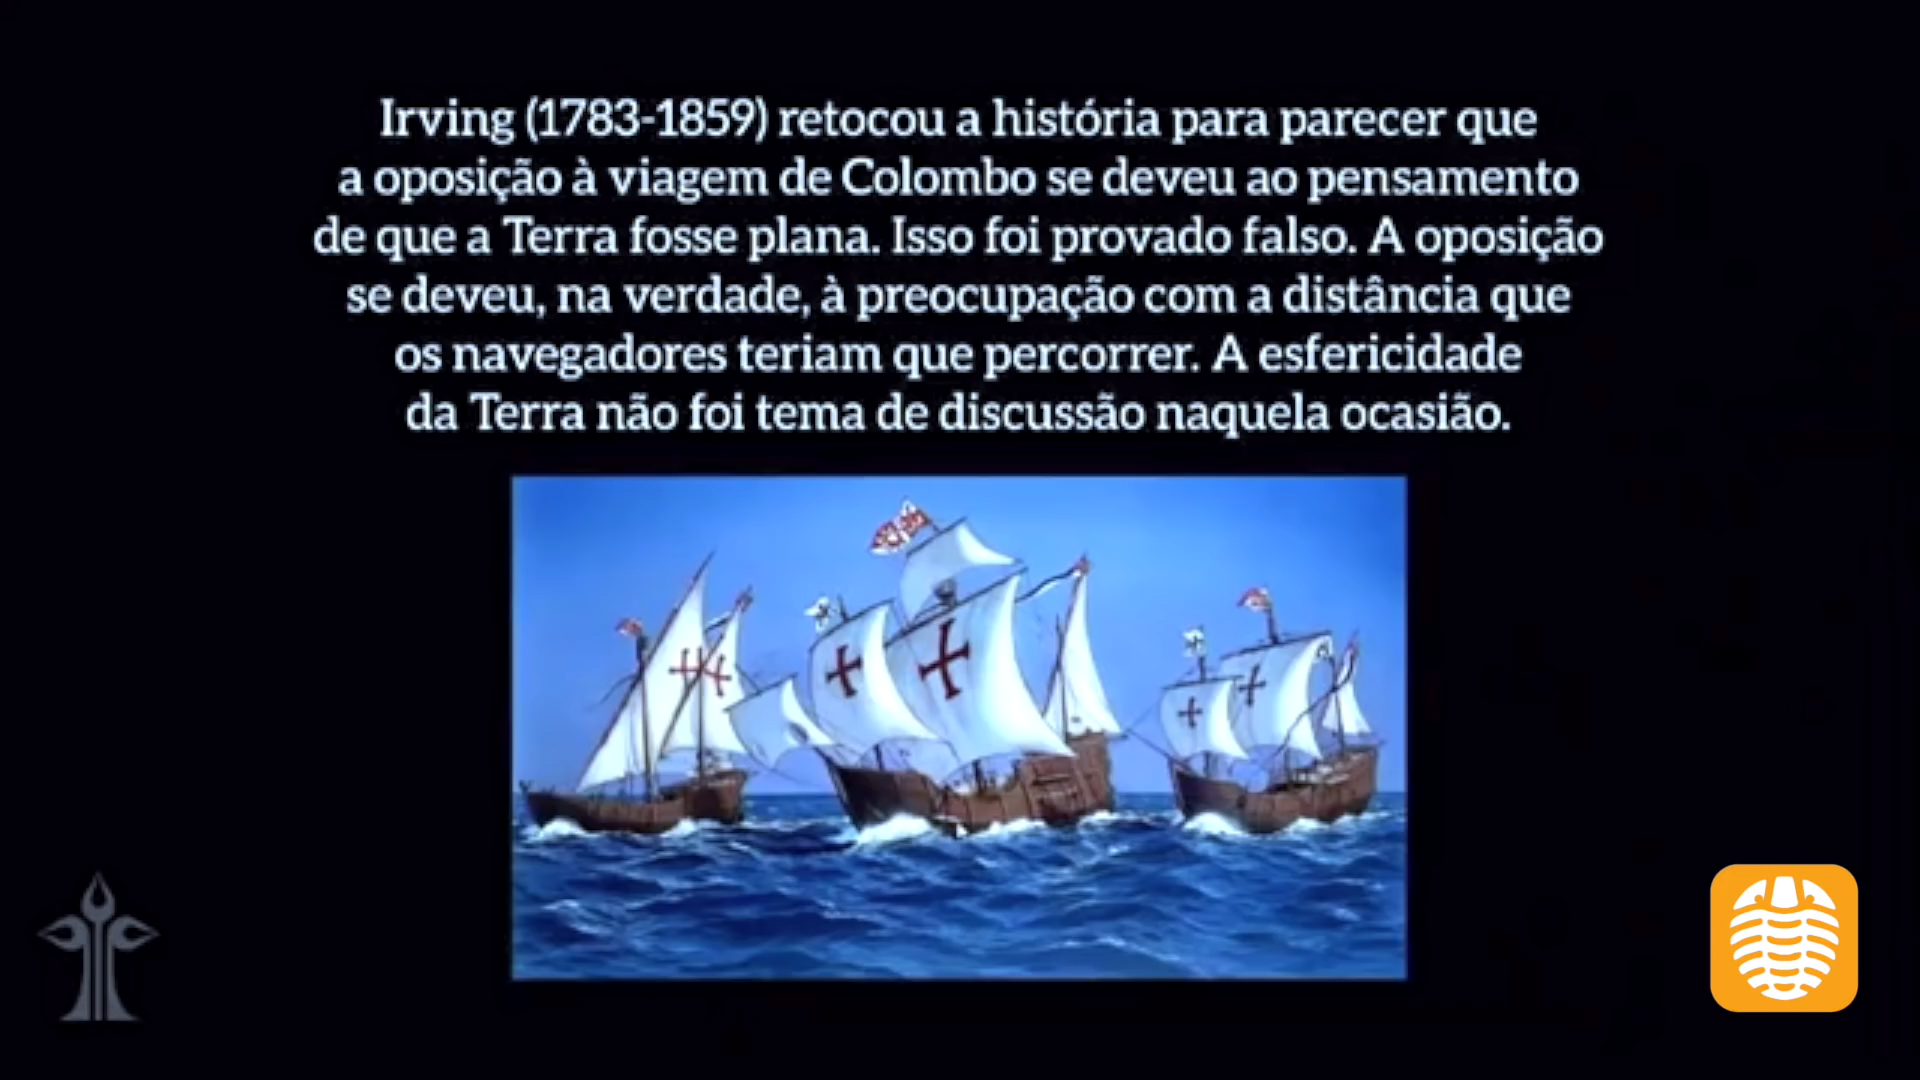 Irving (1783-1859) retocou a história para parecer que
a oposição à viagem de Colombo se deveu ao pensamento
de que a Terra fosse plana. Isso foi provado falso. A oposição
se deveu, na verdade, à preocupação com a distância que
os navegadores teriam que percorrer. A esfericidade
da Terra não foi tema de discussão naquela ocasião.